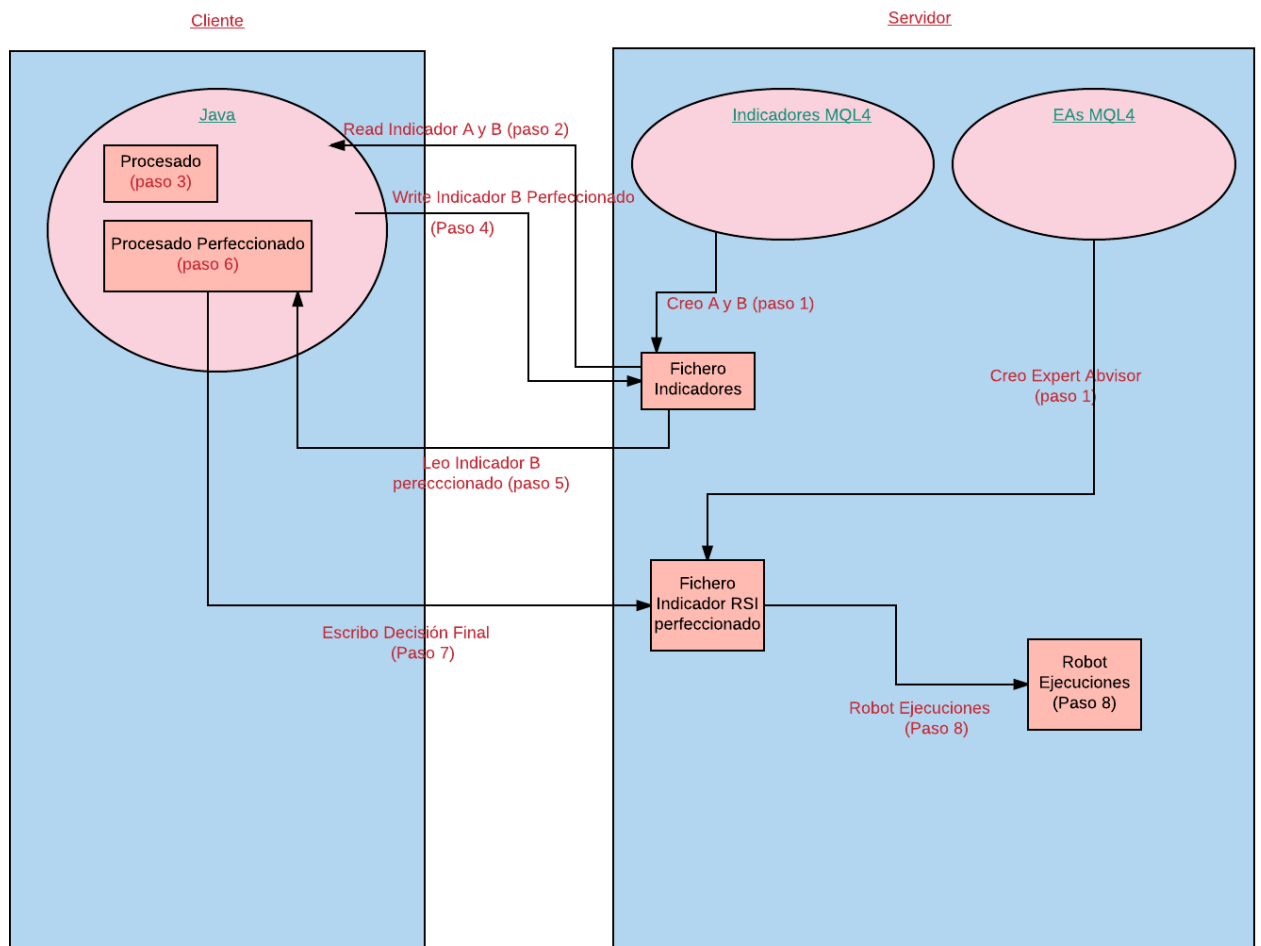 Cliente
Servidor
Java
Indicadores MQL4
EAs MQL4
Read Indicador A y B (paso 2)
Procesado
(paso 3)
Write Indicador B Perfeccionado
(Paso 4)
Procesado Perfeccionado
(paso 6)
Creo A y B (paso 1)
Fichero
Indicadores
Creo Expert Abvisor
(paso 1)
Leo Indicador B
perecccionado (paso 5)
Fichero
Indicador RSI
perfeccionado
Escribo Decisión Final
(Paso 7)
Robot
Ejecuciones
(Paso 8)
Robot Ejecuciones
(Paso 8)